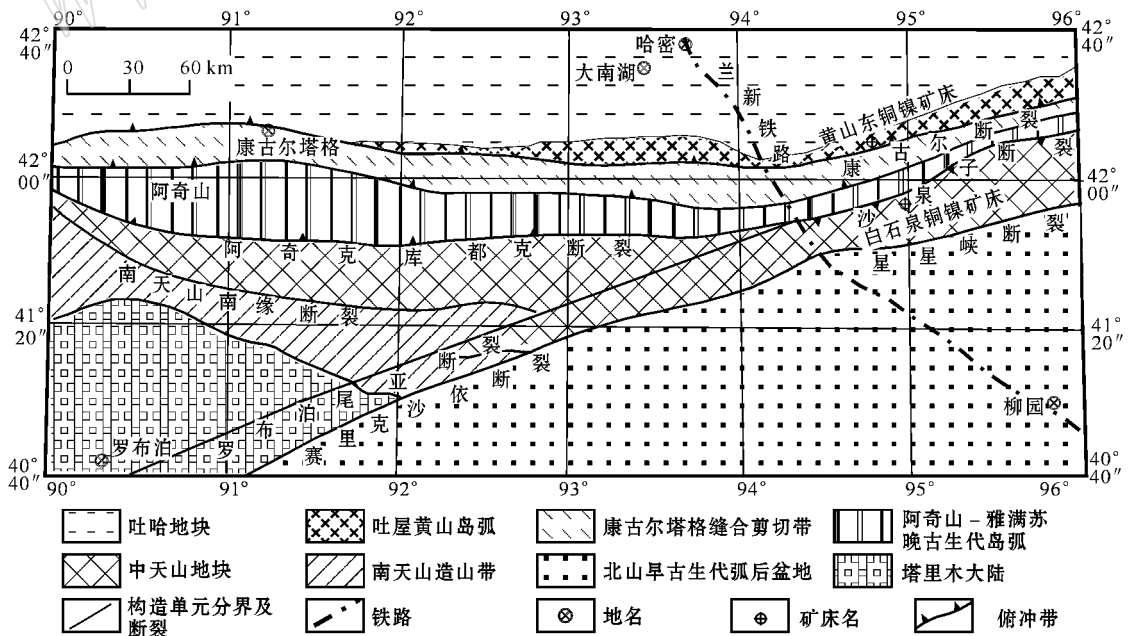 90° 91° 92° 93° 94° 95° 96°
42° 40″
42° 40″
0 30 60 km
哈密
大南湖
兰新铁路
黄山东铜镍矿床
康古尔塔格
康古尔断裂
42° 00″
42° 00″
阿奇山
沙泉子断裂
白石泉铜镍矿床
阿奇克库都克断裂
星星峡断裂
南天山南缘断裂
41° 20″
41° 20″
罗布泊尾亚断裂
赛里克沙依断裂
柳园
罗布泊
40° 40″
40° 40″
90° 91° 92° 93° 94° 95° 96°
吐哈地块
吐屋黄山岛弧
康古尔塔格缝合剪切带
阿奇山－雅满苏
晚古生代岛弧
中天山地块
南天山造山带
北山早古生代弧后盆地
塔里木大陆
构造单元分界及
断裂
铁路
地名
矿床名
俯冲带